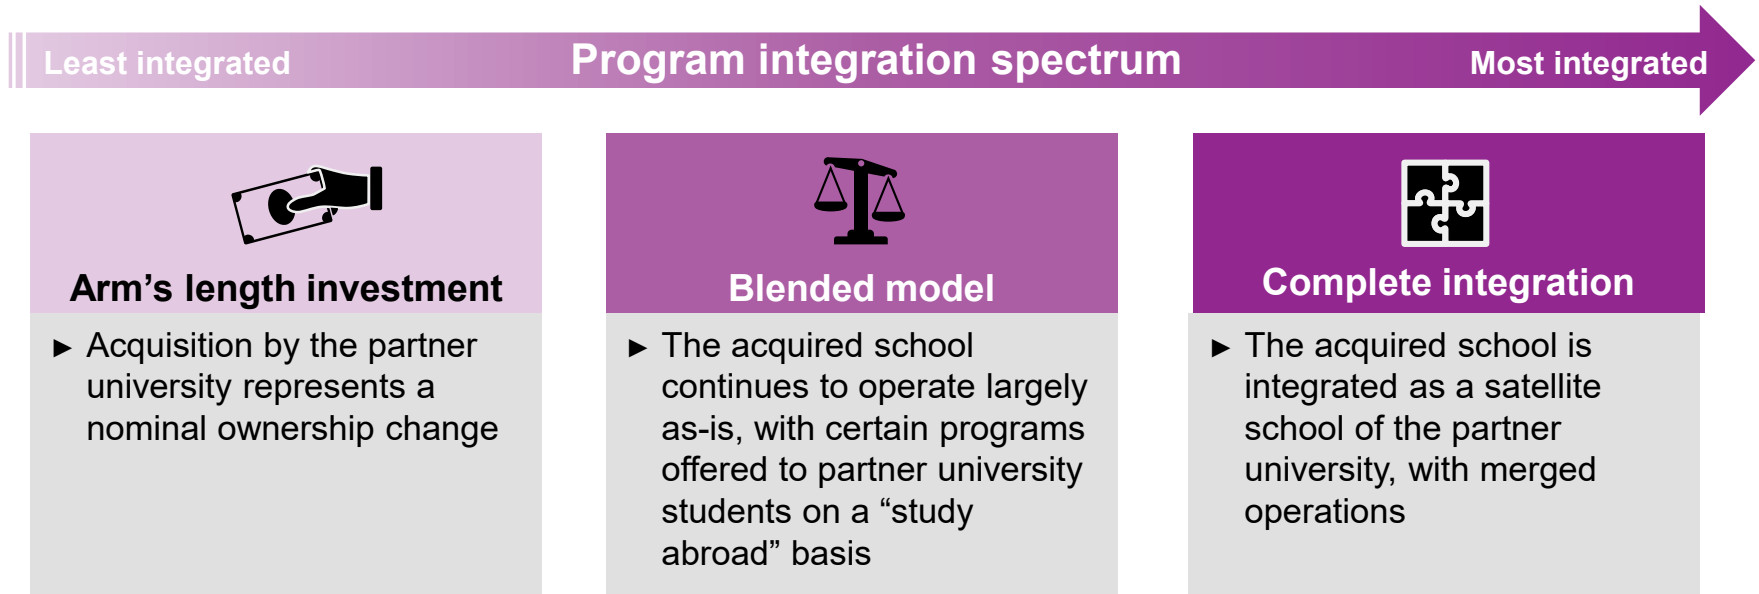 Least integrated
Program integration spectrum
Most integrated
Arm’s length investment
► Acquisition by the partner
university represents a
nominal ownership change
Blended model
► The acquired school
continues to operate largely
as-is, with certain programs
offered to partner university
students on a “study
abroad” basis
Complete integration
► The acquired school is
integrated as a satellite
school of the partner
university, with merged
operations